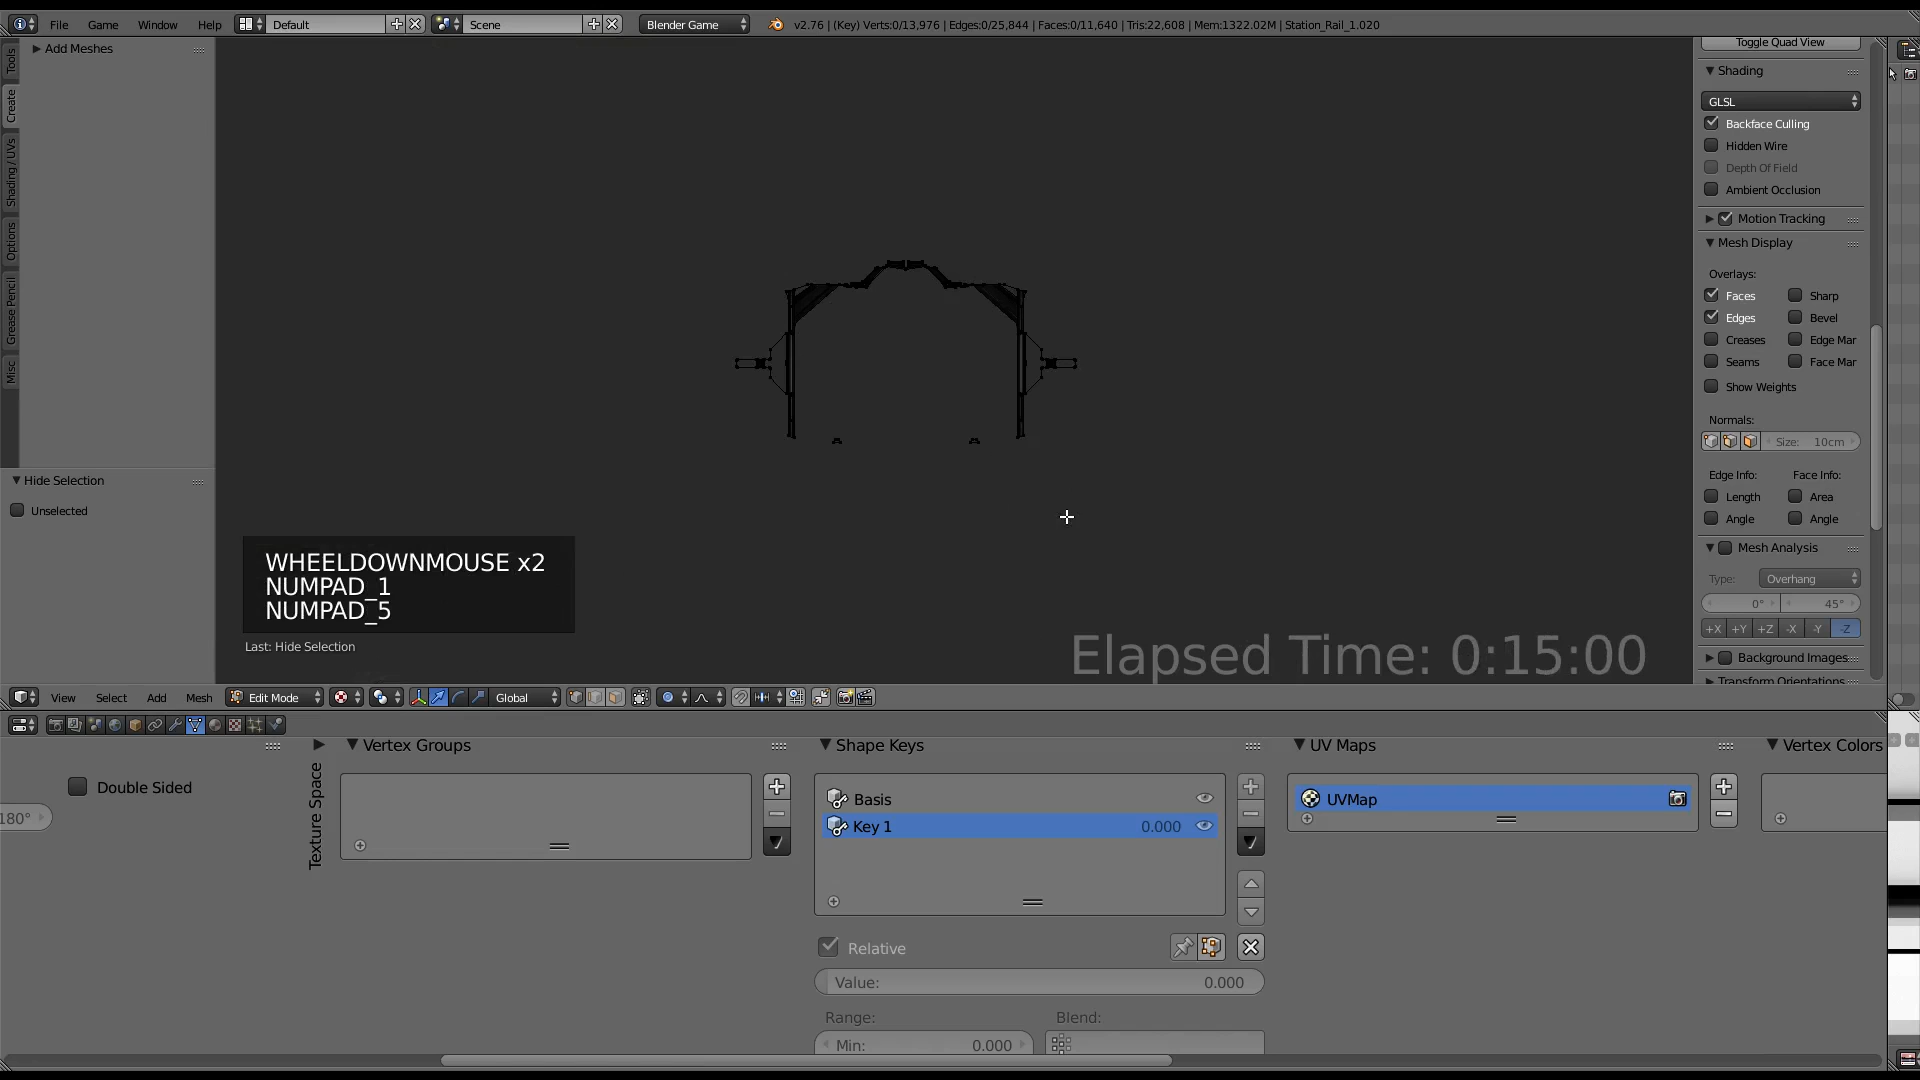 File Game Window Help Default Scene Blender Game v2.76 | (Key) Verts:0/13,976 | Edges:0/25,844 | Faces:0/11,640 | Tris:22,608 | Mem:1322.02M | Station_Rail_1.020
Tools
Create
Shading / UVs
Options
Grease Pencil
Misc
Add Meshes
Hide Selection
Unselected
WHEELDOWNMOUSE x2
NUMPAD_1
NUMPAD_5
Last: Hide Selection
Elapsed Time: 0:15:00
Toggle Quad View
Shading
GLSL
Backface Culling
Hidden Wire
Depth Of Field
Ambient Occlusion
Motion Tracking
Mesh Display
Overlays:
Faces Sharp
Edges Bevel
Creases Edge Mar
Seams Face Mar
Show Weights
Normals:
Size: 10cm
Edge Info: Face Info:
Length Area
Angle Angle
Mesh Analysis
Type: Overhang
0° 45°
+X +Y +Z -X -Y -Z
Background Images
Transform Orientations
View Select Add Mesh Edit Mode Global
Double Sided
180°
Texture Space
Vertex Groups
Shape Keys
Basis
Key 1 0.000
Relative
Value: 0.000
Range: Blend:
Min: 0.000
UV Maps
UVMap
Vertex Colors